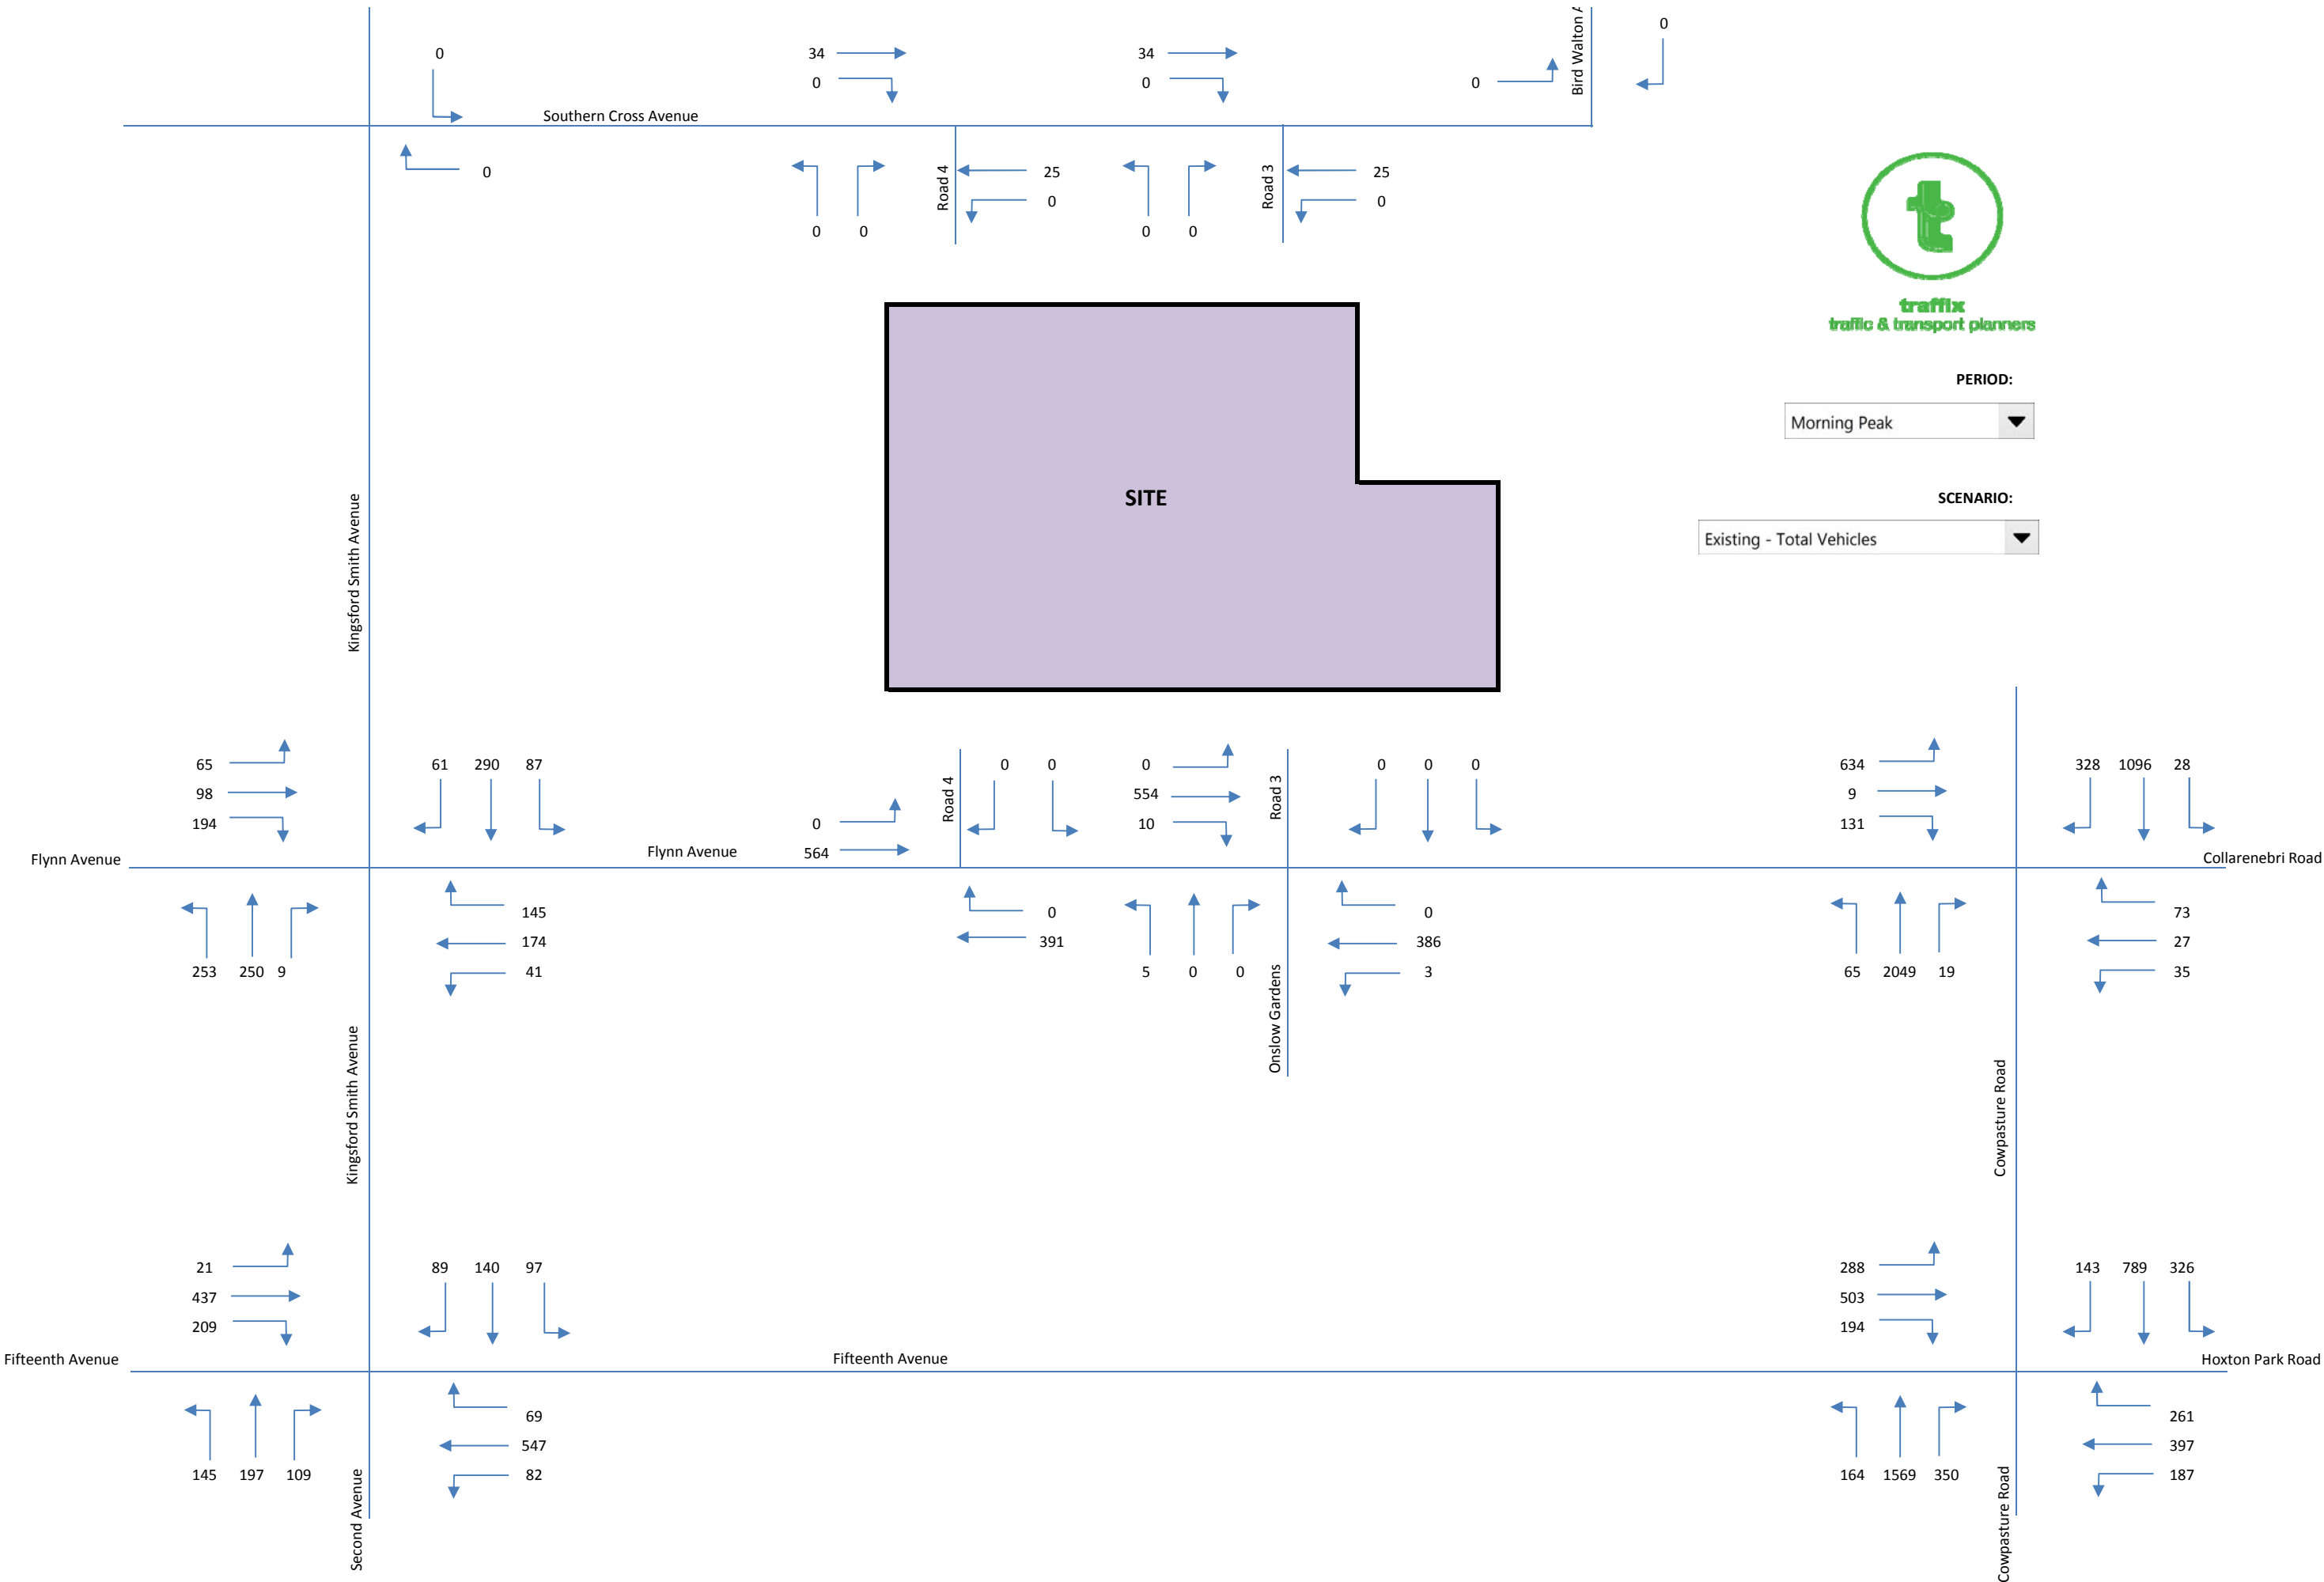 0
34
34
0
0
0
0
Bird Walton A
Southern Cross Avenue
0
Road 4
25
0
0
0
Road 3
25
0
0
0
traffix
traffic & transport planners
PERIOD:
Morning Peak
SITE
SCENARIO:
Existing - Total Vehicles
Kingsford Smith Avenue
65
98
194
61 290 87
0
564
Road 4
0 0
0
554
10
Road 3
0 0 0
634
9
131
328 1096 28
Flynn Avenue
Flynn Avenue
Collarenebri Road
253 250 9
145
174
41
0
391
5 0 0
Onslow Gardens
0
386
3
65 2049 19
73
27
35
Kingsford Smith Avenue
Cowpasture Road
21
437
209
89 140 97
288
503
194
143 789 326
Fifteenth Avenue
Fifteenth Avenue
Hoxton Park Road
145 197 109
69
547
82
164 1569 350
261
397
187
Second Avenue
Cowpasture Road